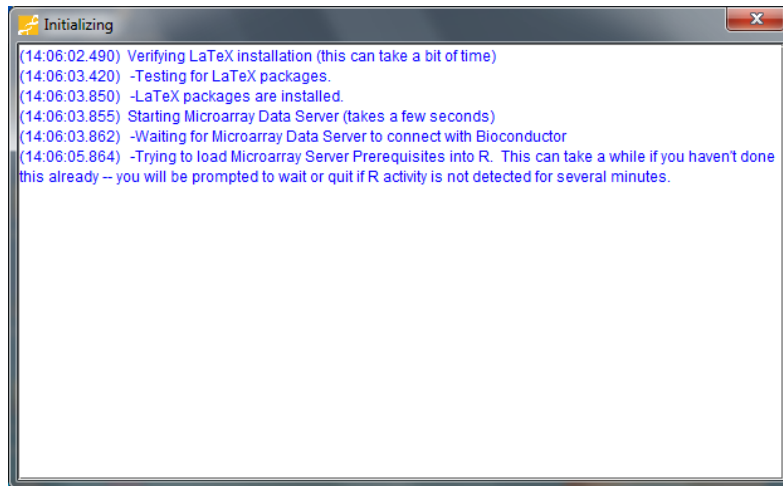 Initializing
(14:06:02.490) Verifying LaTeX installation (this can take a bit of time)
(14:06:03.420) -Testing for LaTeX packages.
(14:06:03.850) -LaTeX packages are installed.
(14:06:03.855) Starting Microarray Data Server (takes a few seconds)
(14:06:03.862) -Waiting for Microarray Data Server to connect with Bioconductor
(14:06:05.864) -Trying to load Microarray Server Prerequisites into R. This can take a while if you haven't done
this already -- you will be prompted to wait or quit if R activity is not detected for several minutes.